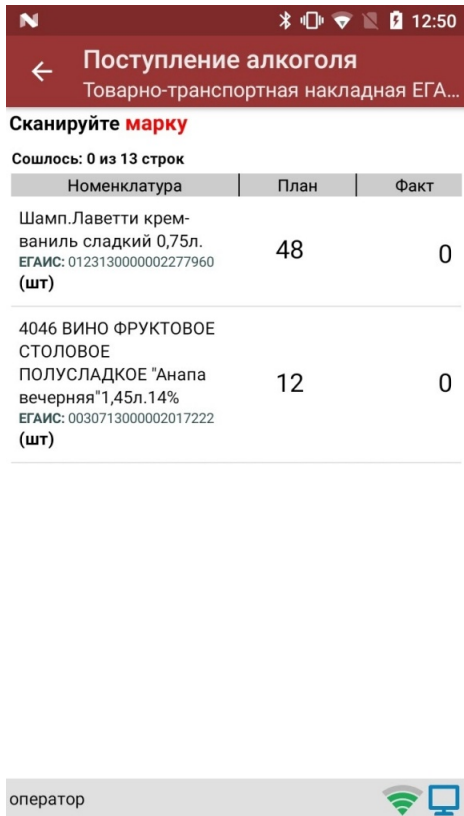 12:50
Поступление алкоголя
Товарно-транспортная накладная ЕГА...
Сканируйте марку
Сошлось: 0 из 13 строк
Номенклатура План Факт
Шамп.Лаветти крем-
ваниль сладкий 0,75л.
ЕГАИС: 0123130000002277960
(шт)
48 0
4046 ВИНО ФРУКТОВОЕ
СТОЛОВОЕ
ПОЛУСЛАДКОЕ "Анапа
вечерняя"1,45л.14%
ЕГАИС: 0030713000002017222
(шт)
12 0
оператор